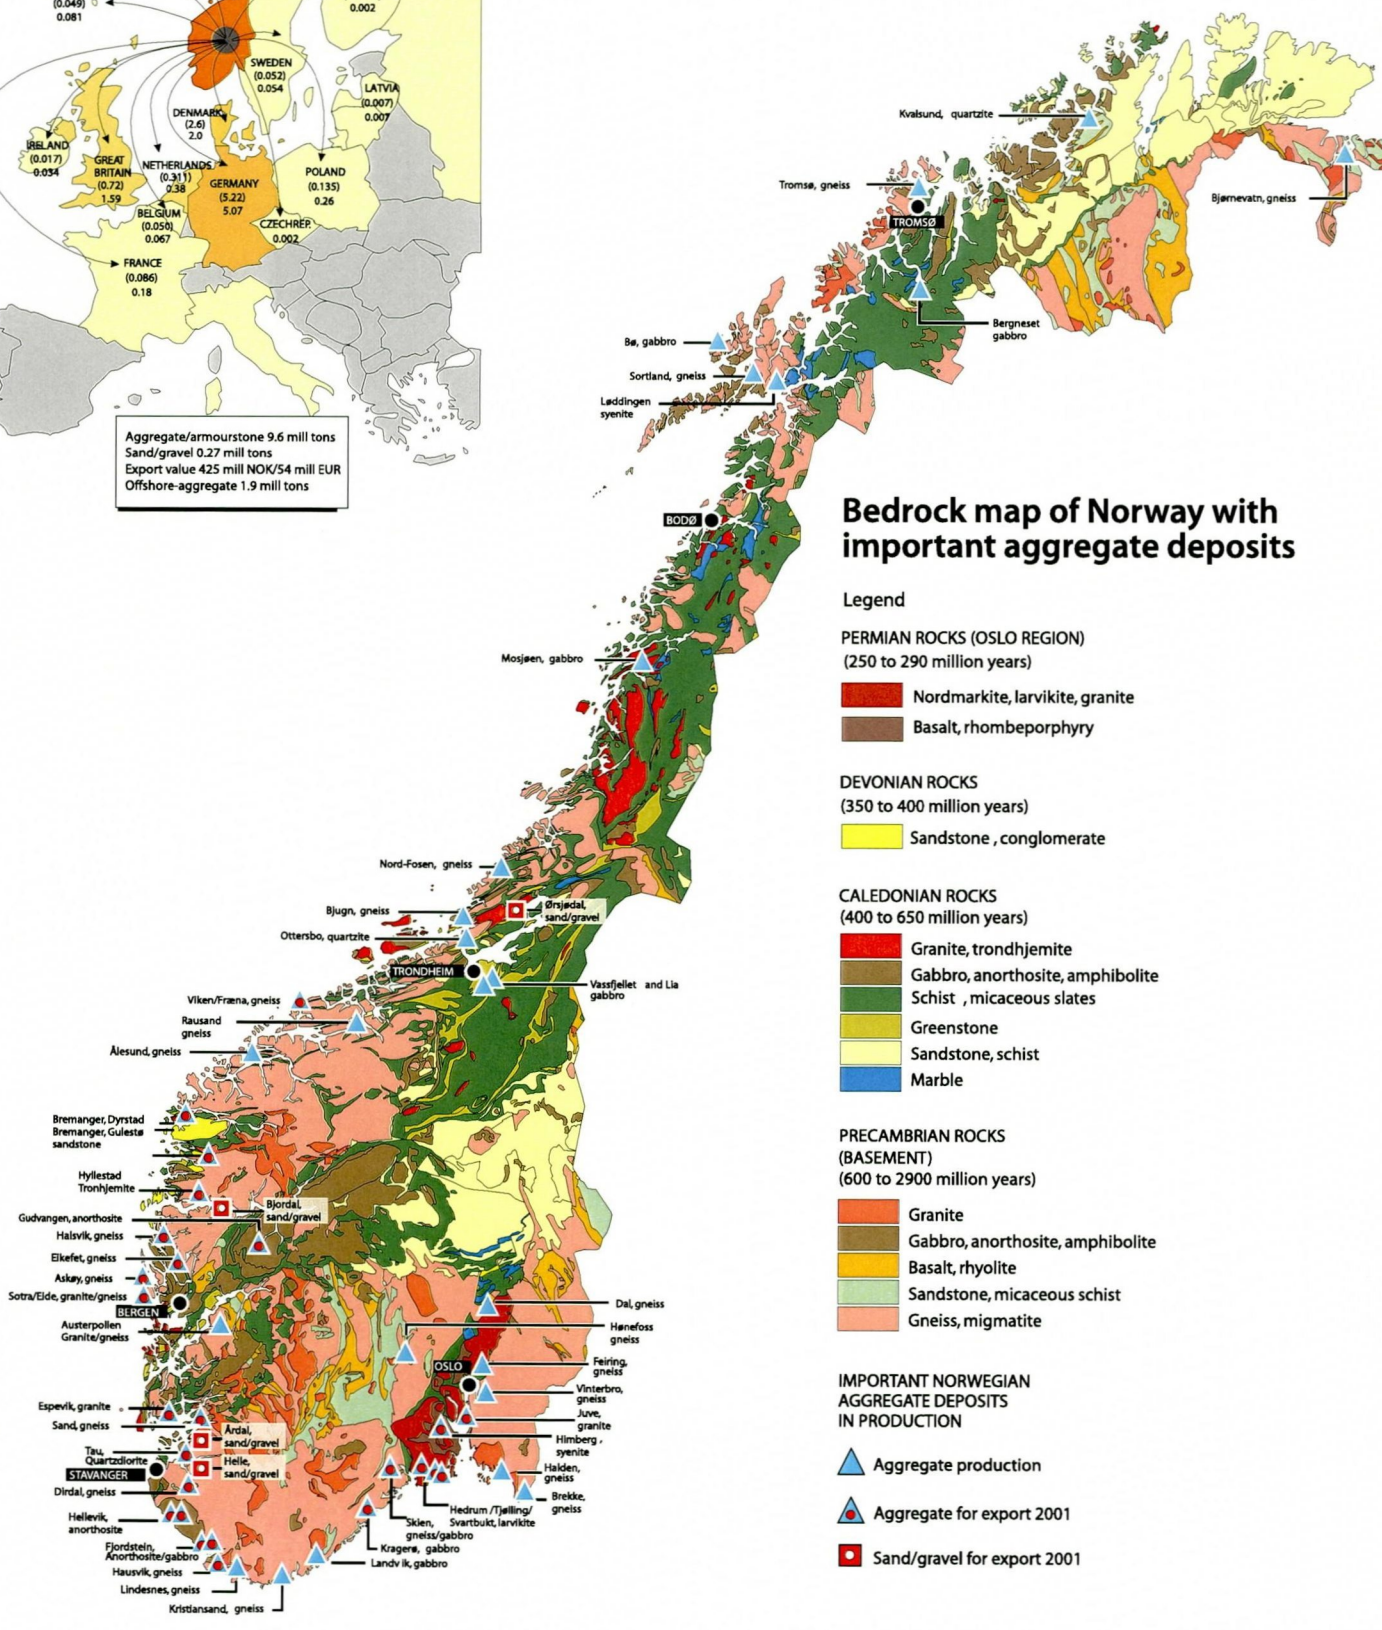 (0.049)
0.081
0.002
SWEDEN
(0.052)
0.054
LATVIA
(0.007)
0.007
DENMARK
(2.6)
2.0
IRELAND
(0.017)
0.034
GREAT
BRITAIN
(0.72)
1.59
NETHERLANDS
(0.311)
0.38
GERMANY
(5.22)
5.07
POLAND
(0.135)
0.26
BELGIUM
(0.050)
0.067
CZECHREP.
0.002
FRANCE
(0.086)
0.18
Aggregate/armourstone 9.6 mill tons
Sand/gravel 0.27 mill tons
Export value 425 mill NOK/54 mill EUR
Offshore-aggregate 1.9 mill tons
Kvalsund, quartzite
Tromsø, gneiss
TROMSØ
Bjørnevatn, gneiss
Bergneset
gabbro
Bø, gabbro
Sortland, gneiss
Løddingen
syenite
BODØ
Mosjøen, gabbro
Nord-Fosen, gneiss
Bjugn, gneiss
Ørsjødal,
sand/gravel
Ottersbo, quartzite
TRONDHEIM
Vassfjellet and Lia
gabbro
Viken/Fræna, gneiss
Rausand
gneiss
Ålesund, gneiss
Bremanger, Dyrstad
Bremanger, Gulestø
sandstone
Hyllestad
Tronhjemite
Bjordal,
sand/gravel
Gudvangen, anorthosite
Halsvik, gneiss
Eikefet, gneiss
Askøy, gneiss
Sotra/Eide, granite/gneiss
BERGEN
Austerpollen
Granite/gneiss
Dal, gneiss
Hønefoss
gneiss
OSLO
Feiring,
gneiss
Vinterbro,
gneiss
Juve,
granite
Himberg,
syenite
Halden,
gneiss
Brekke,
gneiss
Espevik, granite
Sand, gneiss
Årdal,
sand/gravel
Tau,
Quartzdiorite
Helle,
sand/gravel
STAVANGER
Dirdal, gneiss
Hellevik,
anorthosite
Hedrum /Tjølling/
Svartbukt, larvikite
Skien,
gneiss/gabbro
Kragerø, gabbro
Landvik, gabbro
Fjordstein,
Anorthosite/gabbro
Hausvik, gneiss
Lindesnes, gneiss
Kristiansand, gneiss
Bedrock map of Norway with
important aggregate deposits
Legend
PERMIAN ROCKS (OSLO REGION)
(250 to 290 million years)
Nordmarkite, larvikite, granite
Basalt, rhombeporphyry
DEVONIAN ROCKS
(350 to 400 million years)
Sandstone , conglomerate
CALEDONIAN ROCKS
(400 to 650 million years)
Granite, trondhjemite
Gabbro, anorthosite, amphibolite
Schist , micaceous slates
Greenstone
Sandstone, schist
Marble
PRECAMBRIAN ROCKS
(BASEMENT)
(600 to 2900 million years)
Granite
Gabbro, anorthosite, amphibolite
Basalt, rhyolite
Sandstone, micaceous schist
Gneiss, migmatite
IMPORTANT NORWEGIAN
AGGREGATE DEPOSITS
IN PRODUCTION
Aggregate production
Aggregate for export 2001
Sand/gravel for export 2001